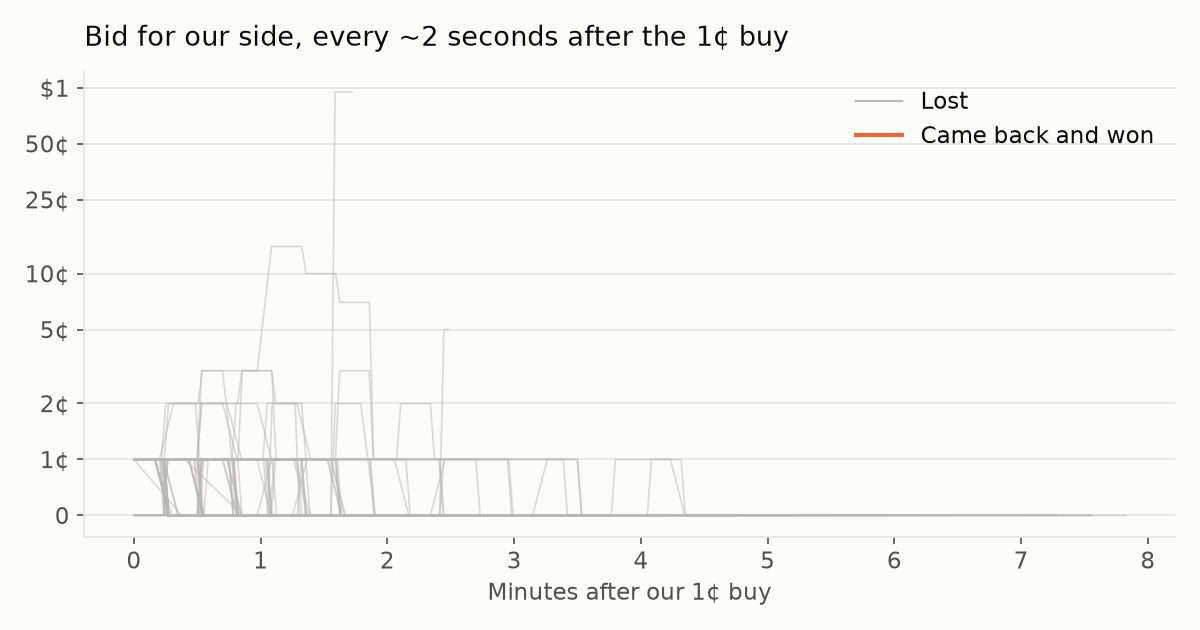 Bid for our side, every ~2 seconds after the 1¢ buy
$1
50¢
25¢
10¢
5¢
2¢
1¢
0
Lost
Came back and won
0 1 2 3 4 5 6 7 8
Minutes after our 1¢ buy